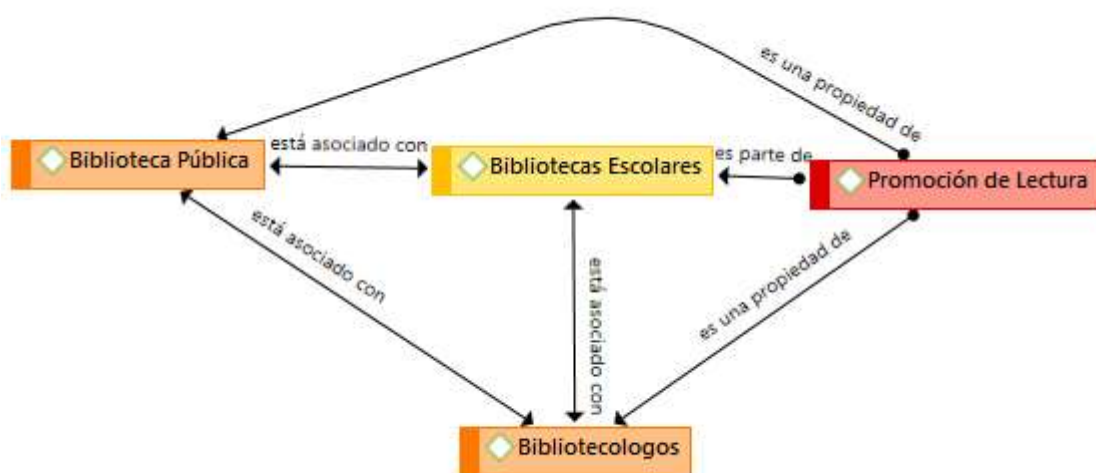 es una propiedad de
Biblioteca Pública
está asociado con
Bibliotecas Escolares
es parte de
Promoción de Lectura
está asociado con
está asociado con
es una propiedad de
Bibliotecologos